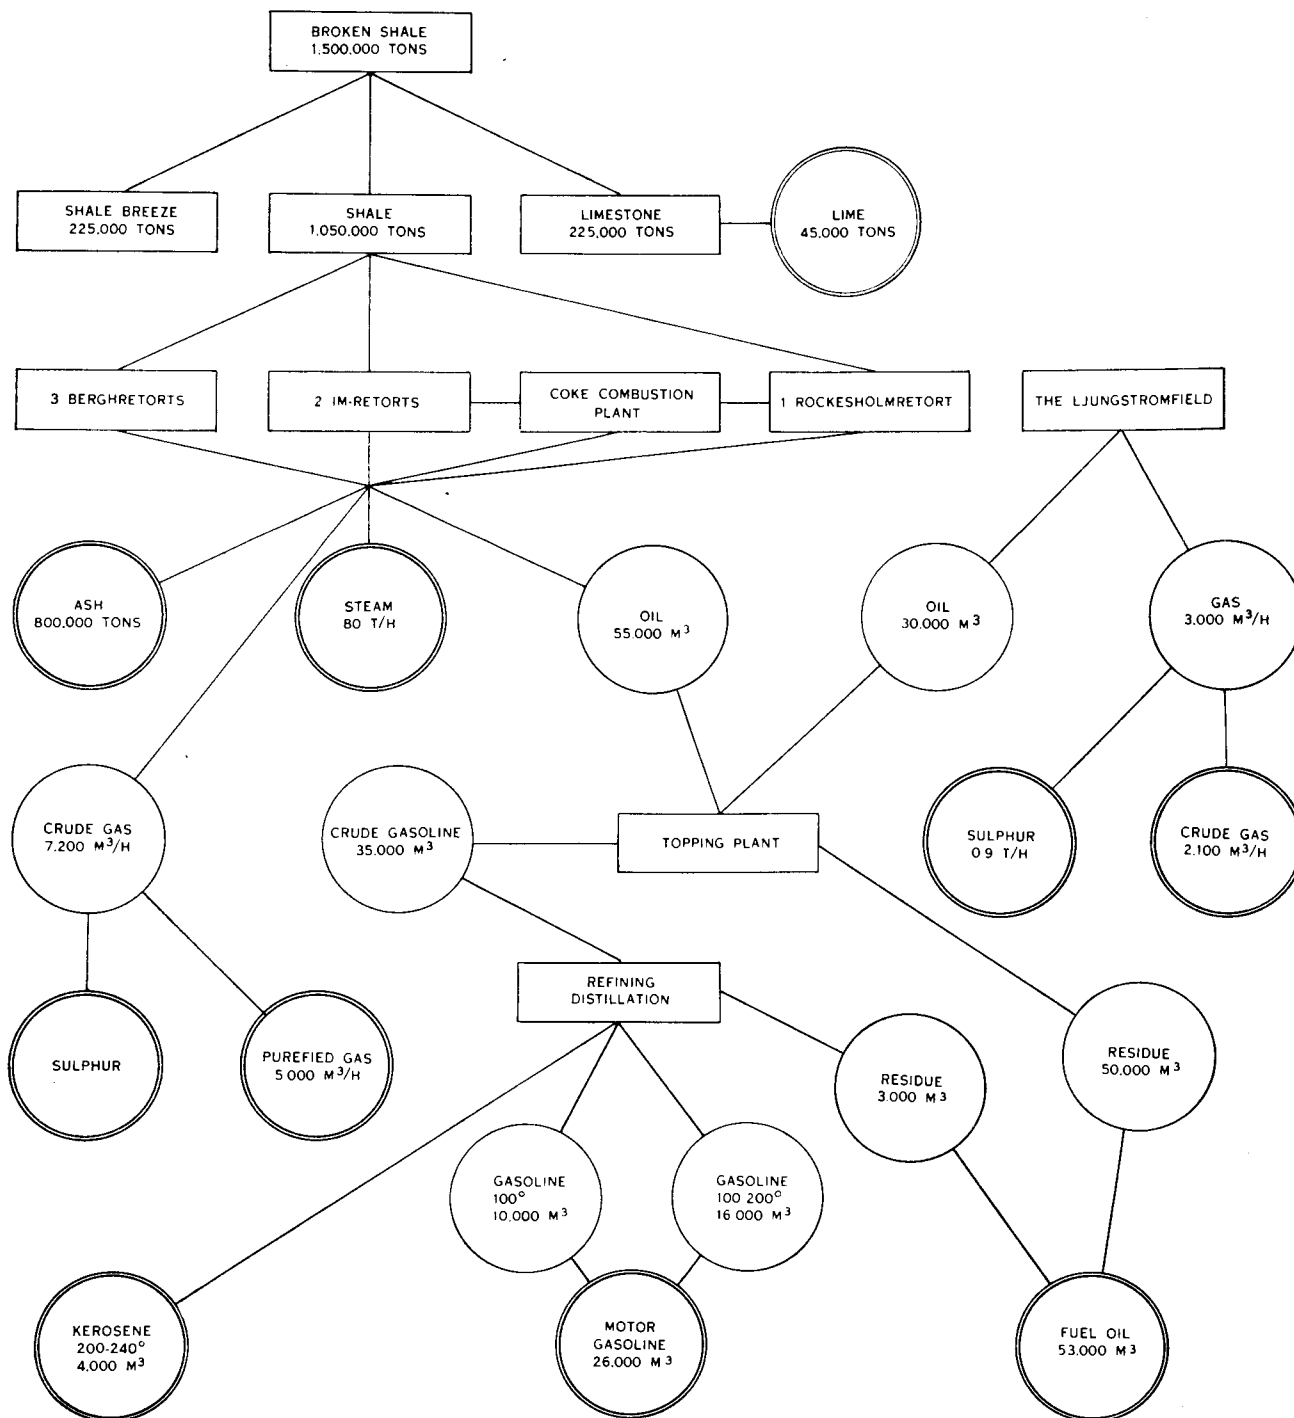 BROKEN SHALE
1,500,000 TONS
SHALE BREEZE
225,000 TONS
SHALE
1,050,000 TONS
LIMESTONE
225,000 TONS
LIME
45,000 TONS
3 BERGHRETORTS
2 IM-RETORTS
COKE COMBUSTION
PLANT
1 ROCKESHOLMRETORT
THE LJUNGSTROMFIELD
ASH
800,000 TONS
STEAM
80 T/H
OIL
55.000 M³
OIL
30.000 M³
GAS
3.000 M³/H
CRUDE GAS
7.200 M³/H
CRUDE GASOLINE
35.000 M³
TOPPING PLANT
SULPHUR
0.9 T/H
CRUDE GAS
2.100 M³/H
SULPHUR
PUREFIED GAS
5.000 M³/H
REFINING
DISTILLATION
RESIDUE
3.000 M³
RESIDUE
50.000 M³
GASOLINE
100°
10,000 M³
GASOLINE
100 200°
16 000 M³
KEROSENE
200-240°
4.000 M³
MOTOR
GASOLINE
26.000 M³
FUEL OIL
53.000 M³